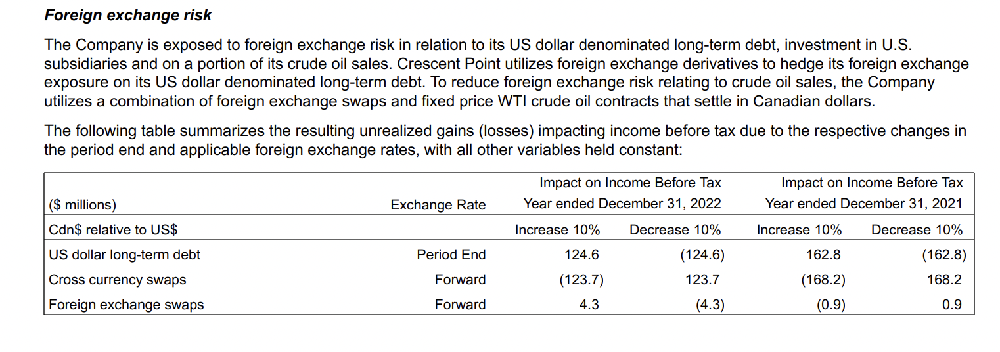 Foreign exchange risk
The Company is exposed to foreign exchange risk in relation to its US dollar denominated long-term debt, investment in U.S.
subsidiaries and on a portion of its crude oil sales. Crescent Point utilizes foreign exchange derivatives to hedge its foreign exchange
exposure on its US dollar denominated long-term debt. To reduce foreign exchange risk relating to crude oil sales, the Company
utilizes a combination of foreign exchange swaps and fixed price WTI crude oil contracts that settle in Canadian dollars.
The following table summarizes the resulting unrealized gains (losses) impacting income before tax due to the respective changes in
the period end and applicable foreign exchange rates, with all other variables held constant:
Impact on Income Before Tax Impact on Income Before Tax
($ millions) Exchange Rate Year ended December 31, 2022 Year ended December 31, 2021
Cdn$ relative to US$ Increase 10% Decrease 10% Increase 10% Decrease 10%
US dollar long-term debt Period End 124.6 (124.6) 162.8 (162.8)
Cross currency swaps Forward (123.7) 123.7 (168.2) 168.2
Foreign exchange swaps Forward 4.3 (4.3) (0.9) 0.9